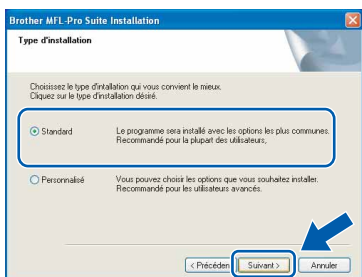 Brother MFL-Pro Suite Installation
Type d'installation
Choisissez le type d'intallation qui vous convient le mieux.
Cliquez sur le type d'installation désiré.
Standard
Le programme sera installé avec les options les plus communes.
Recommandé pour la plupart des utilisateurs,
Personnalisé
Vous pouvez choisir les options que vous souhaitez installer.
Recommandé pour les utilisateurs avancés.
< Précéden Suivant > Annuler